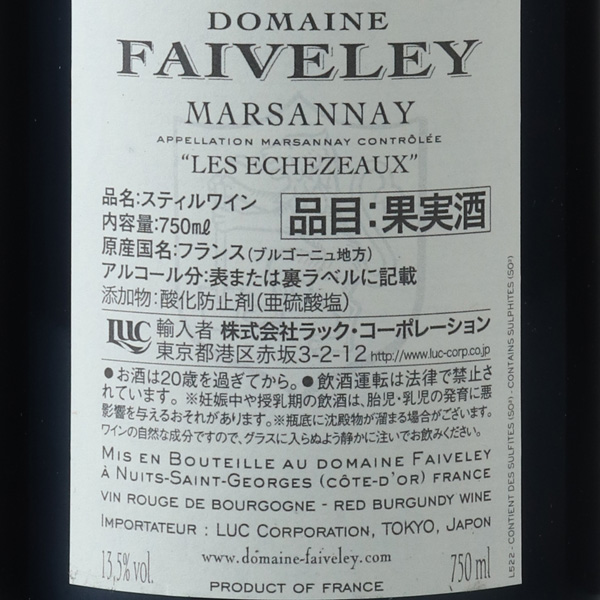 DOMAINE
FAIVELEY
MARSANNAY
APPELLATION MARSANNAY CONTRÔLÉE
"LES ECHEZEAUX"
品名:スティルワイン
内容量:750mℓ
品目:果実酒
原産国名:フランス(ブルゴーニュ地方)
アルコール分:表または裏ラベルに記載
添加物:酸化防止剤(亜硫酸塩)
LUC 輸入者 株式会社ラック・コーポレーション
東京都港区赤坂3-2-12 http://www.luc-corp.co.jp
●お酒は20歳を過ぎてから。●飲酒運転は法律で禁止さ
れています。※妊娠中や授乳期の飲酒は、胎児・乳児の発育に悪
影響を与えるおそれがあります。※瓶底に沈殿物が溜まる場合がございます。
ワインの自然な成分ですので、グラスに入らぬよう静かに注いでお飲みください。
MIS EN BOUTEILLE AU DOMAINE FAIVELEY
À NUITS-SAINT-GEORGES (CÔTE-D'OR) FRANCE
VIN ROUGE DE BOURGOGNE - RED BURGUNDY WINE
IMPORTATEUR : LUC CORPORATION, TOKYO, JAPON
13,5% vol.
www.domaine-faiveley.com
750 ml
PRODUCT OF FRANCE
L522 - CONTIENT DES SULFITES (SO²) - CONTAINS SULPHITES (SO²)